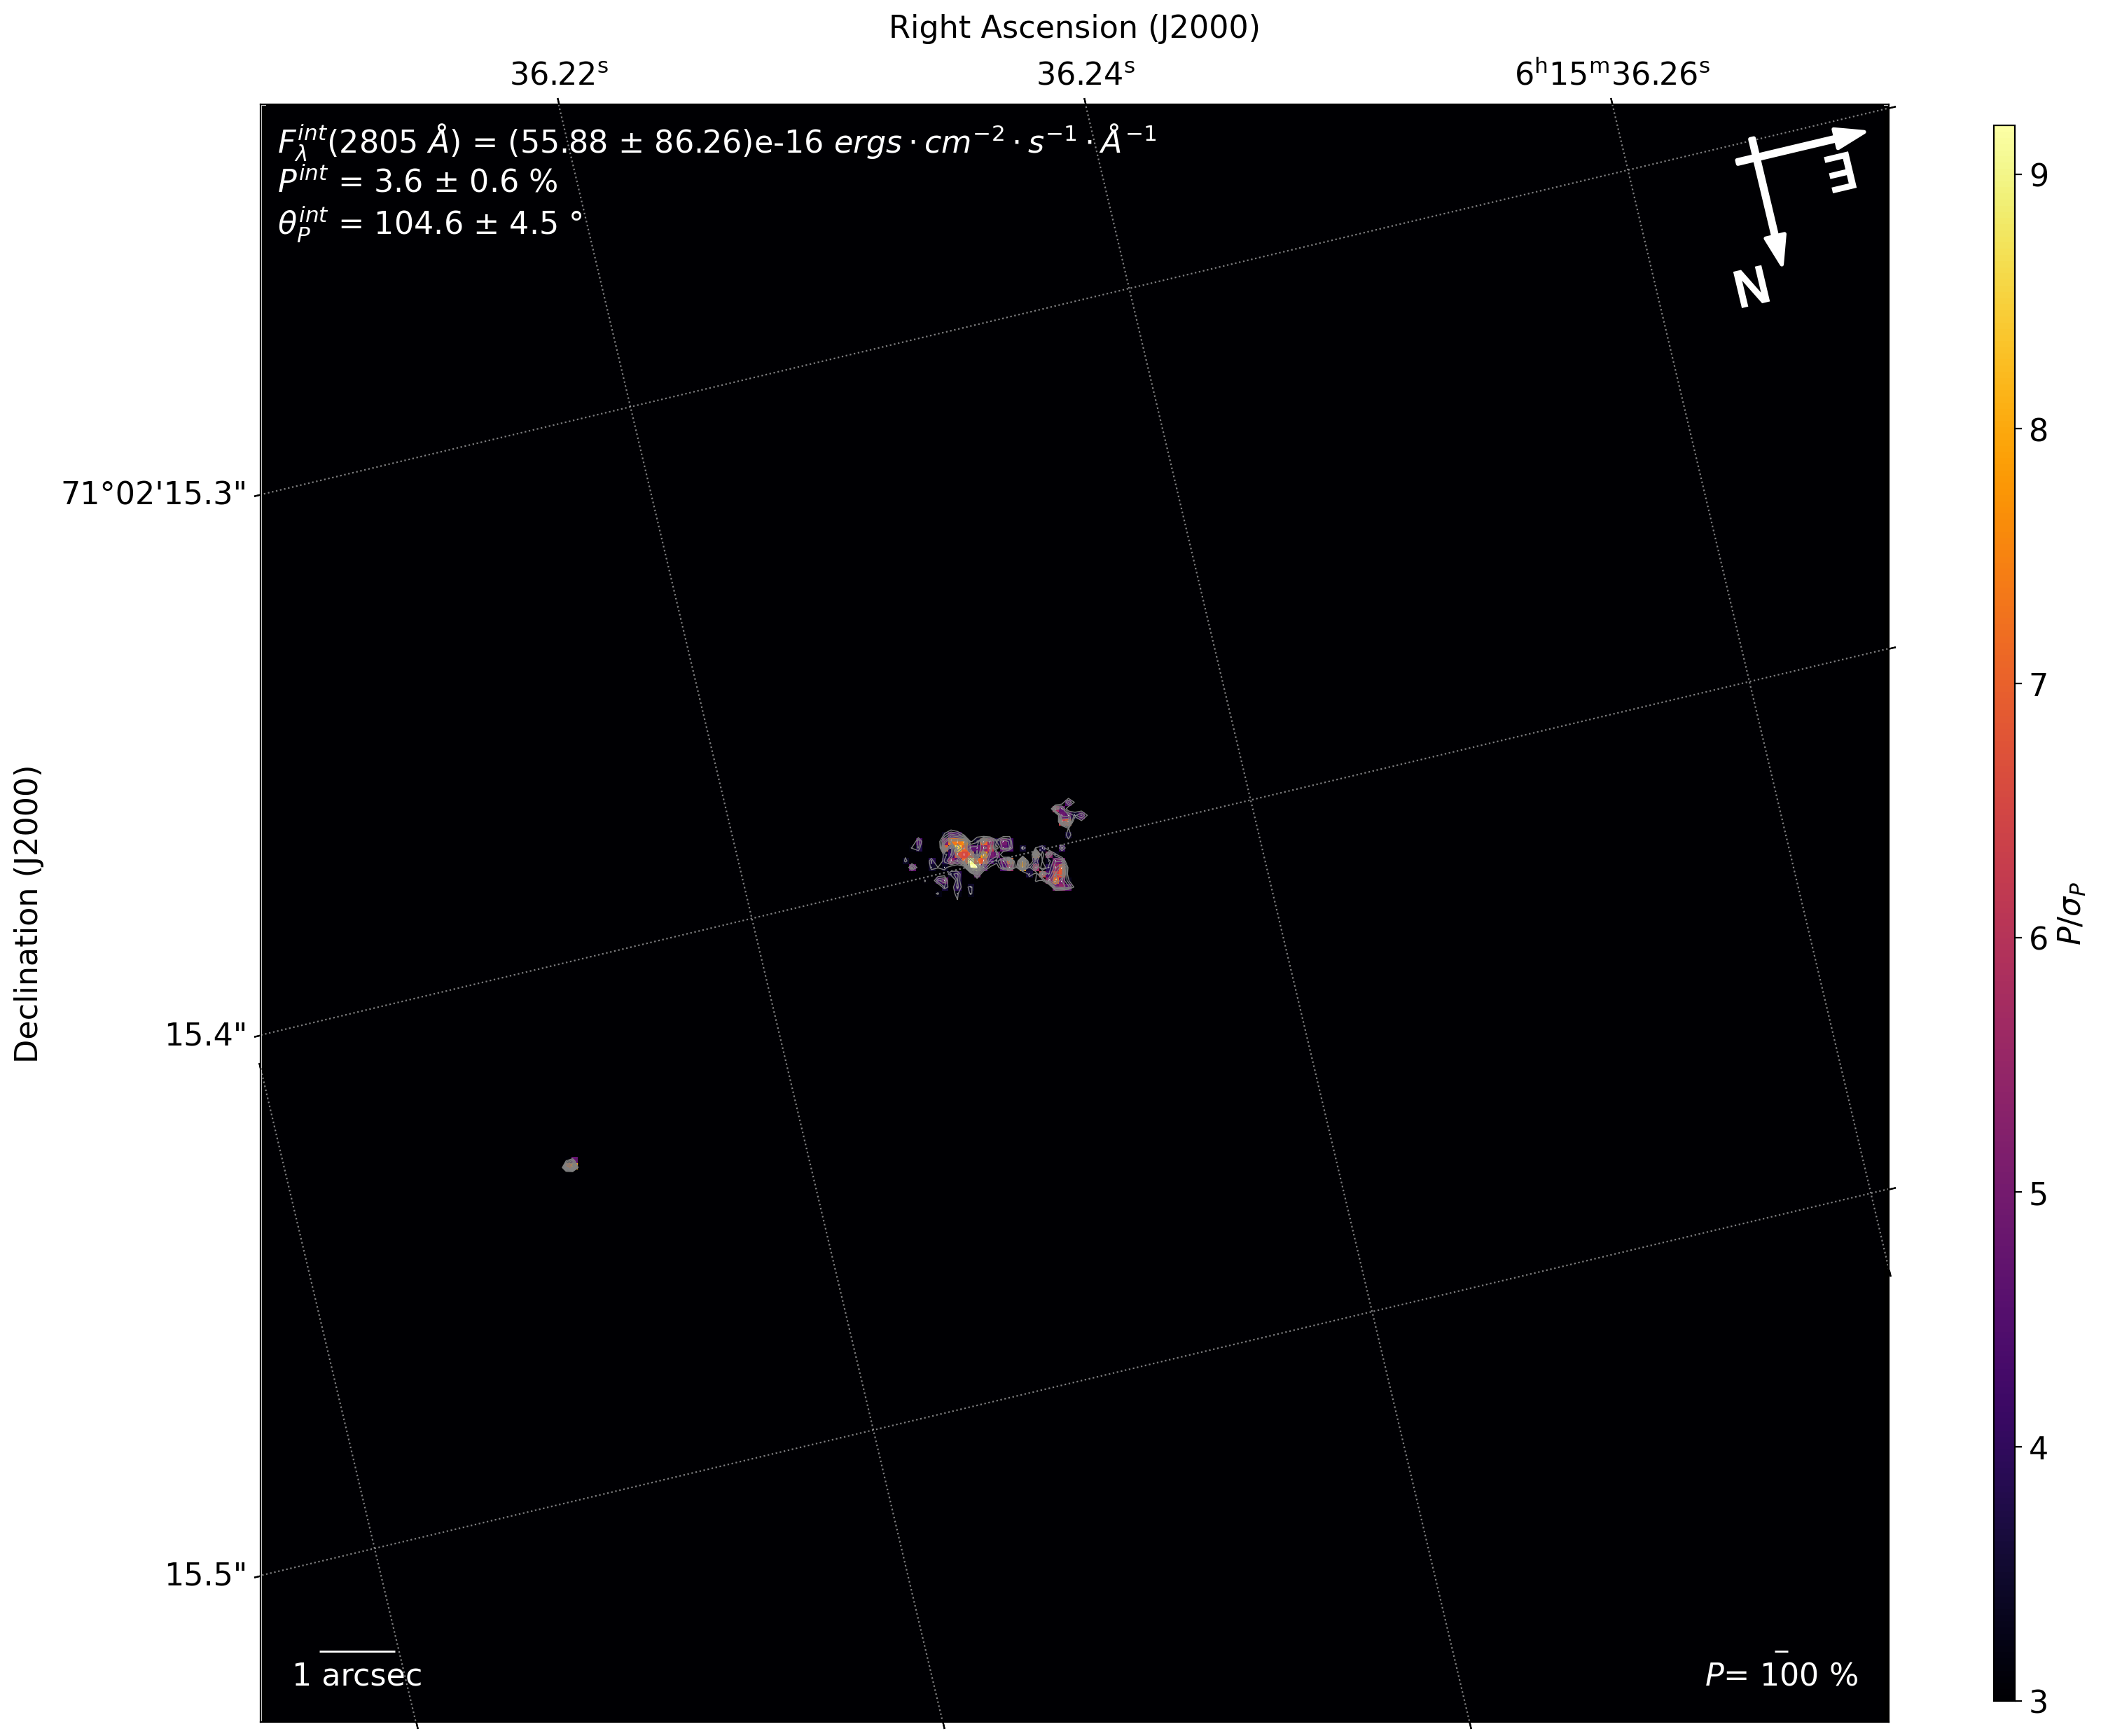 Right Ascension (J2000)
36.22ˢ 36.24ˢ 6ʰ15ᵐ36.26ˢ
F_λ^int(2805 Å) = (55.88 ± 86.26)e-16 ergs · cm⁻² · s⁻¹ · Å⁻¹
P^int = 3.6 ± 0.6 %
θ_P^int = 104.6 ± 4.5 °
E
N
71°02'15.3"
15.4"
15.5"
Declination (J2000)
1 arcsec
P= 100 %
9
8
7
6
5
4
3
P/σ_P